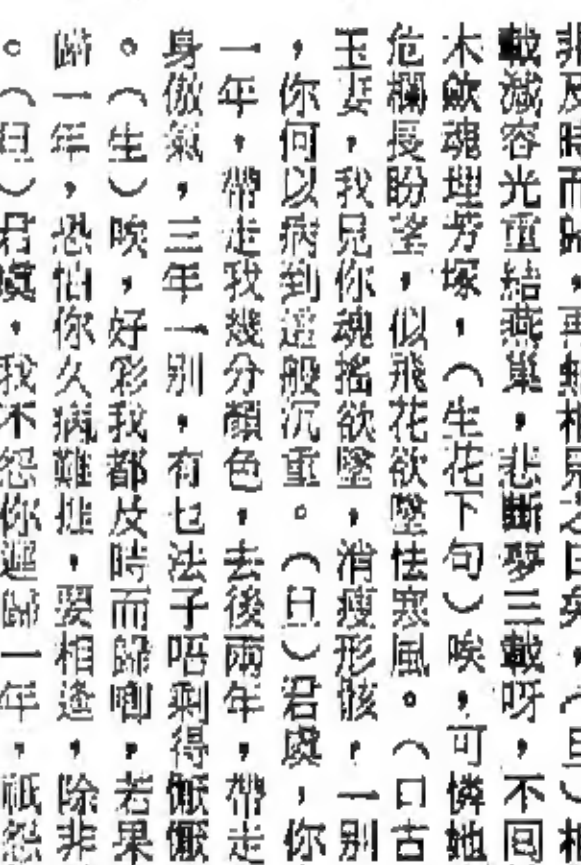 非及時而歸，再無相見之日矣，（旦）相
載減容光重結燕巢，悲斷夢三載呀，不囘
木歛魂埋芳塚，（生花下句）唉，可憐她
危欄長盼望，似飛花欲墮怯寒風。（口古
玉妻，我見你魂搖欲墮，消瘦形骸，一別
，你何以病到這般沉重。（旦）君虞，你
一年，帶走我幾分顏色，去後兩年，帶走
身傲氣，三年一別，有乜法子唔剩得懨懨
。（生）唉，好彩我都及時而歸啫，若果
歸一年，恐怕你久病難捱，要相逢，除非
。（旦）君虞，我不怨你遲歸一年，祇怨